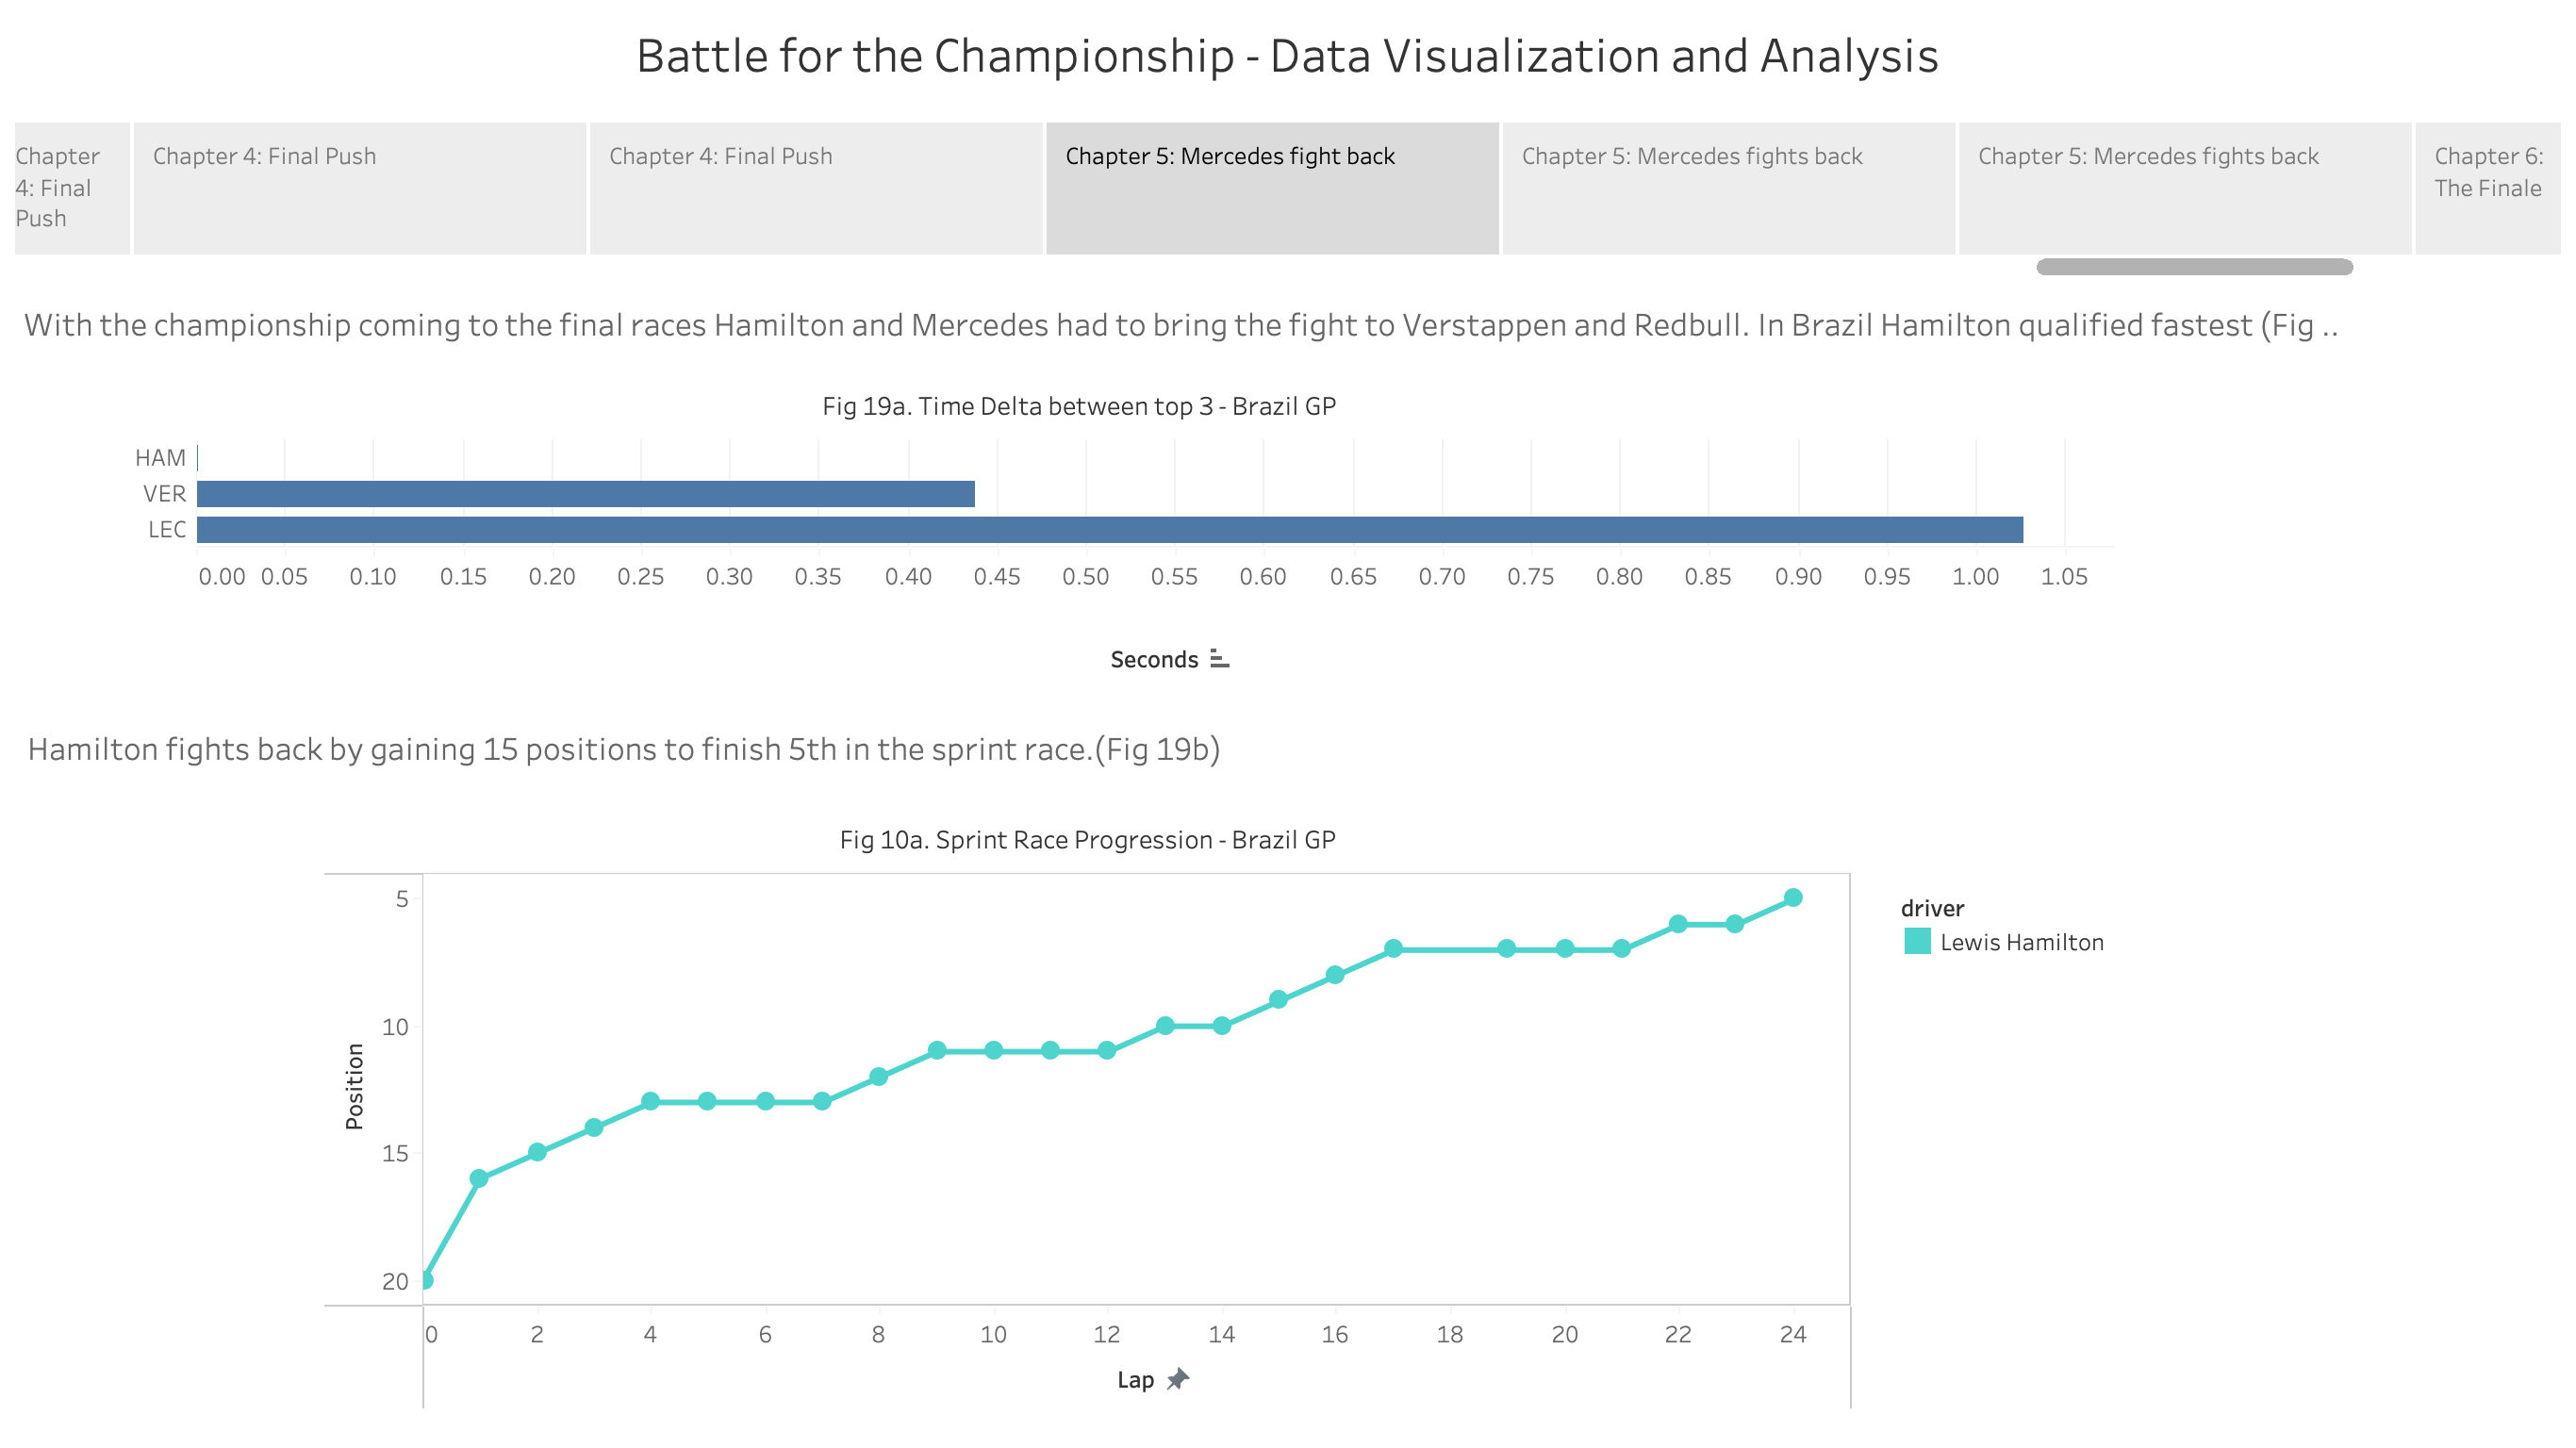 Battle for the Championship - Data Visualization and Analysis
Chapter
4: Final
Push
Chapter 4: Final Push
Chapter 4: Final Push
Chapter 5: Mercedes fight back
Chapter 5: Mercedes fights back
Chapter 5: Mercedes fights back
Chapter 6:
The Finale
With the championship coming to the final races Hamilton and Mercedes had to bring the fight to Verstappen and Redbull. In Brazil Hamilton qualified fastest (Fig ..
Fig 19a. Time Delta between top 3 - Brazil GP
HAM
VER
LEC
0.00 0.05 0.10 0.15 0.20 0.25 0.30 0.35 0.40 0.45 0.50 0.55 0.60 0.65 0.70 0.75 0.80 0.85 0.90 0.95 1.00 1.05
Seconds
Hamilton fights back by gaining 15 positions to finish 5th in the sprint race.(Fig 19b)
Fig 10a. Sprint Race Progression - Brazil GP
Position
5
10
15
20
0 2 4 6 8 10 12 14 16 18 20 22 24
Lap
driver
Lewis Hamilton